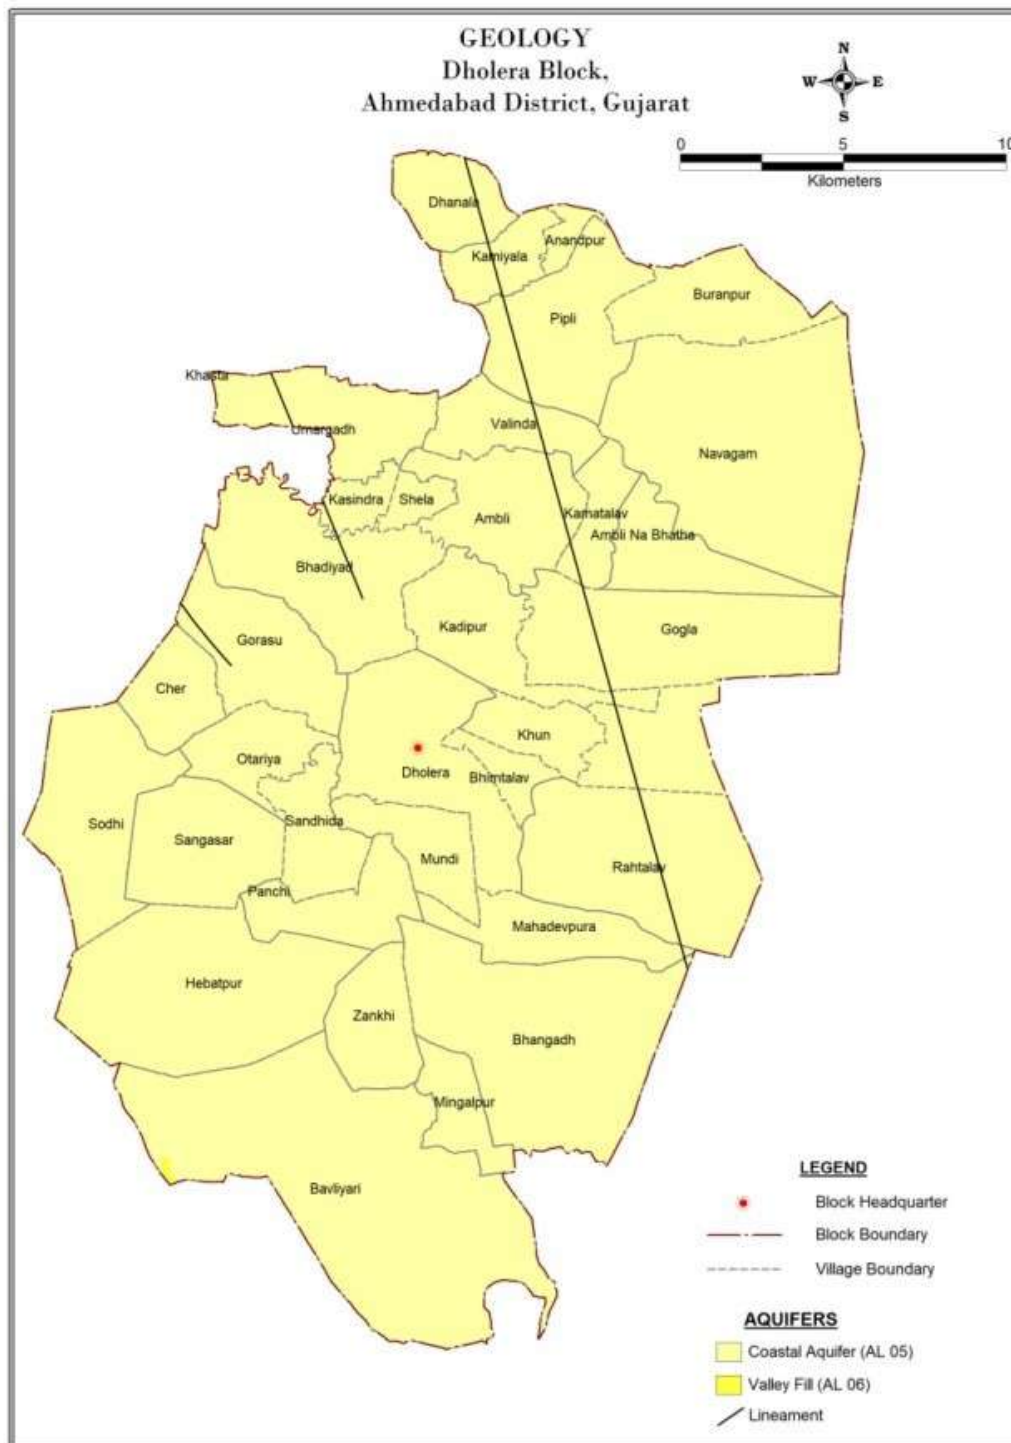 GEOLOGY
Dholera Block,
Ahmedabad District, Gujarat
N
W E
S
0 5 10
Kilometers
Dhanala
Kamiyala
Anandpur
Buranpur
Pipli
Khasta
Umargadh
Valinda
Navagam
Kasindra
Shela
Ambli
Kamatalav
Ambli Na Bhatha
Bhadiyad
Kadipur
Gogla
Gorasu
Cher
Khun
Otariya
Dholera
Bhimtalav
Sodhi
Sandhida
Sangasar
Mundi
Rahtalav
Panchi
Mahadevpura
Hebatpur
Zankhi
Bhangadh
Mingalpur
Bavliyari
LEGEND
Block Headquarter
Block Boundary
Village Boundary
AQUIFERS
Coastal Aquifer (AL 05)
Valley Fill (AL 06)
Lineament